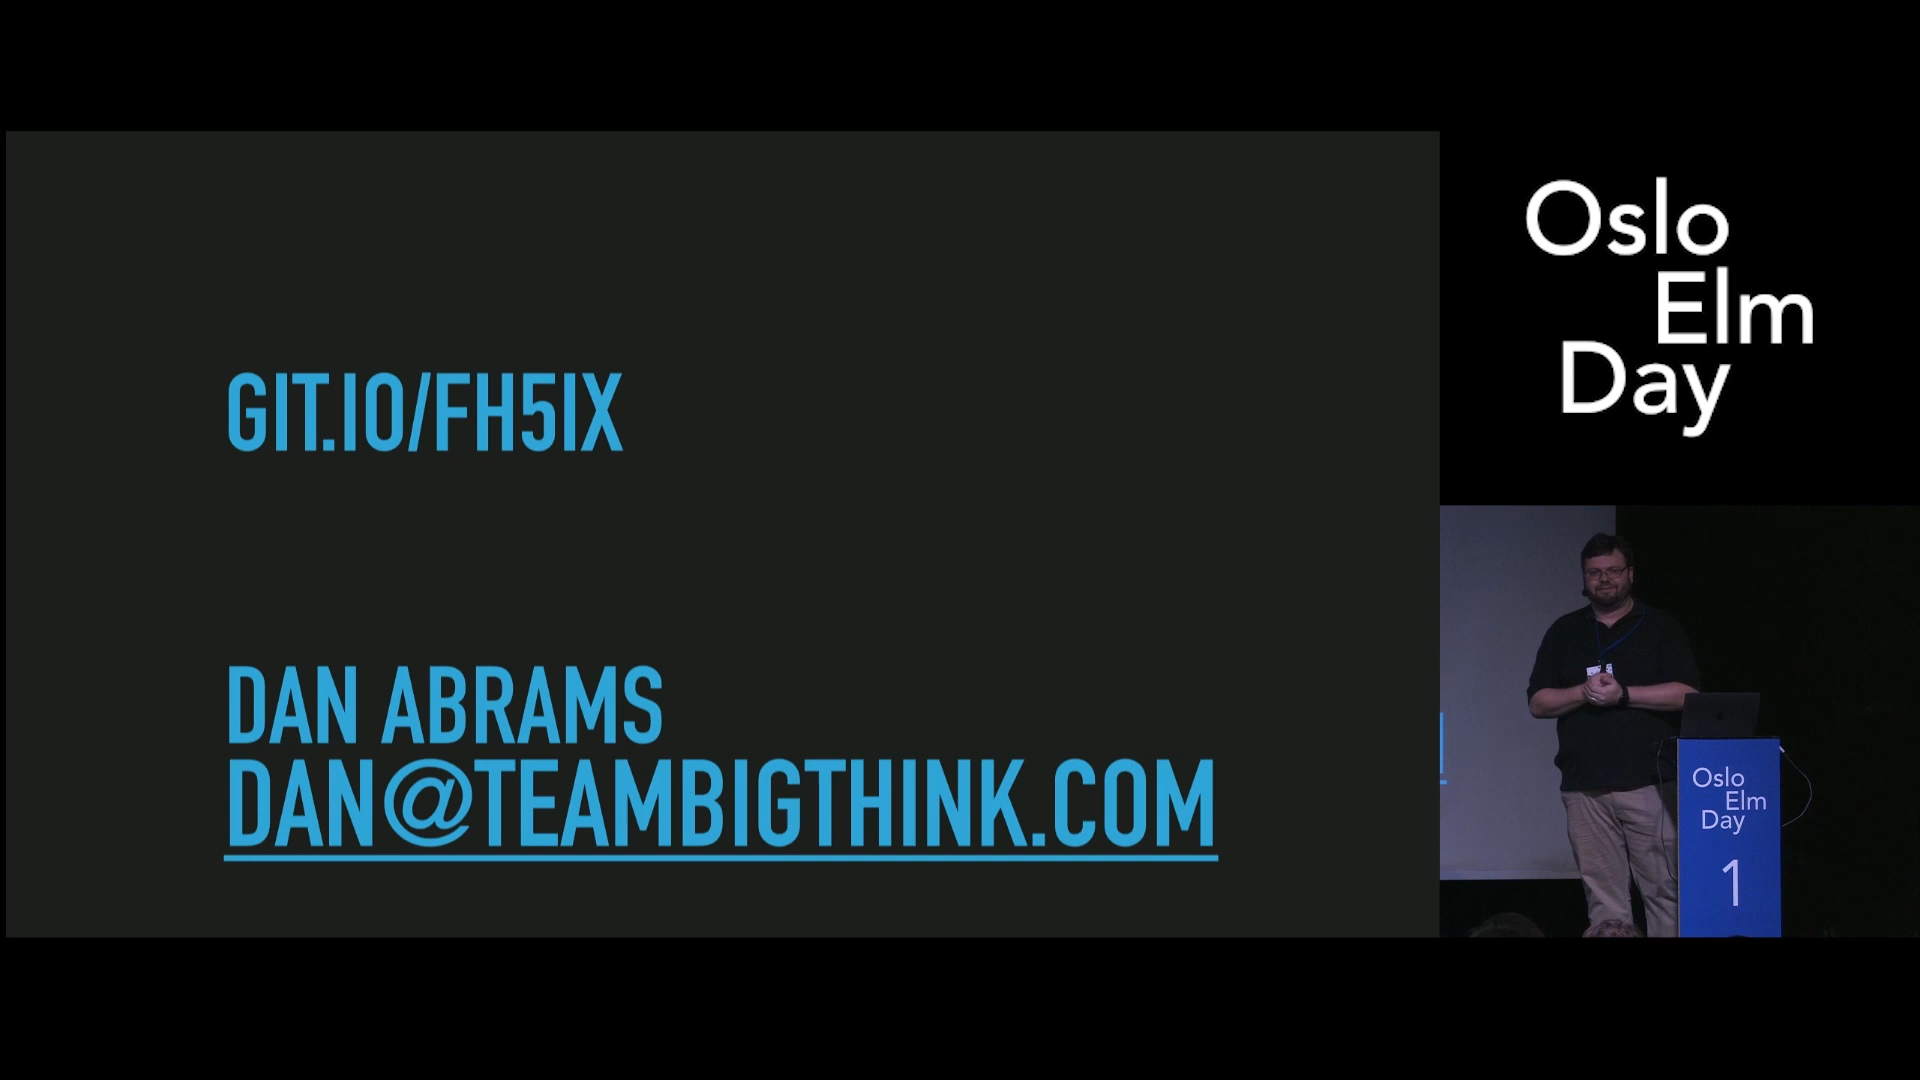 GIT.IO/FH5IX
DAN ABRAMS
DAN@TEAMBIGTHINK.COM
Oslo
Elm
Day
Oslo
Elm
Day
1